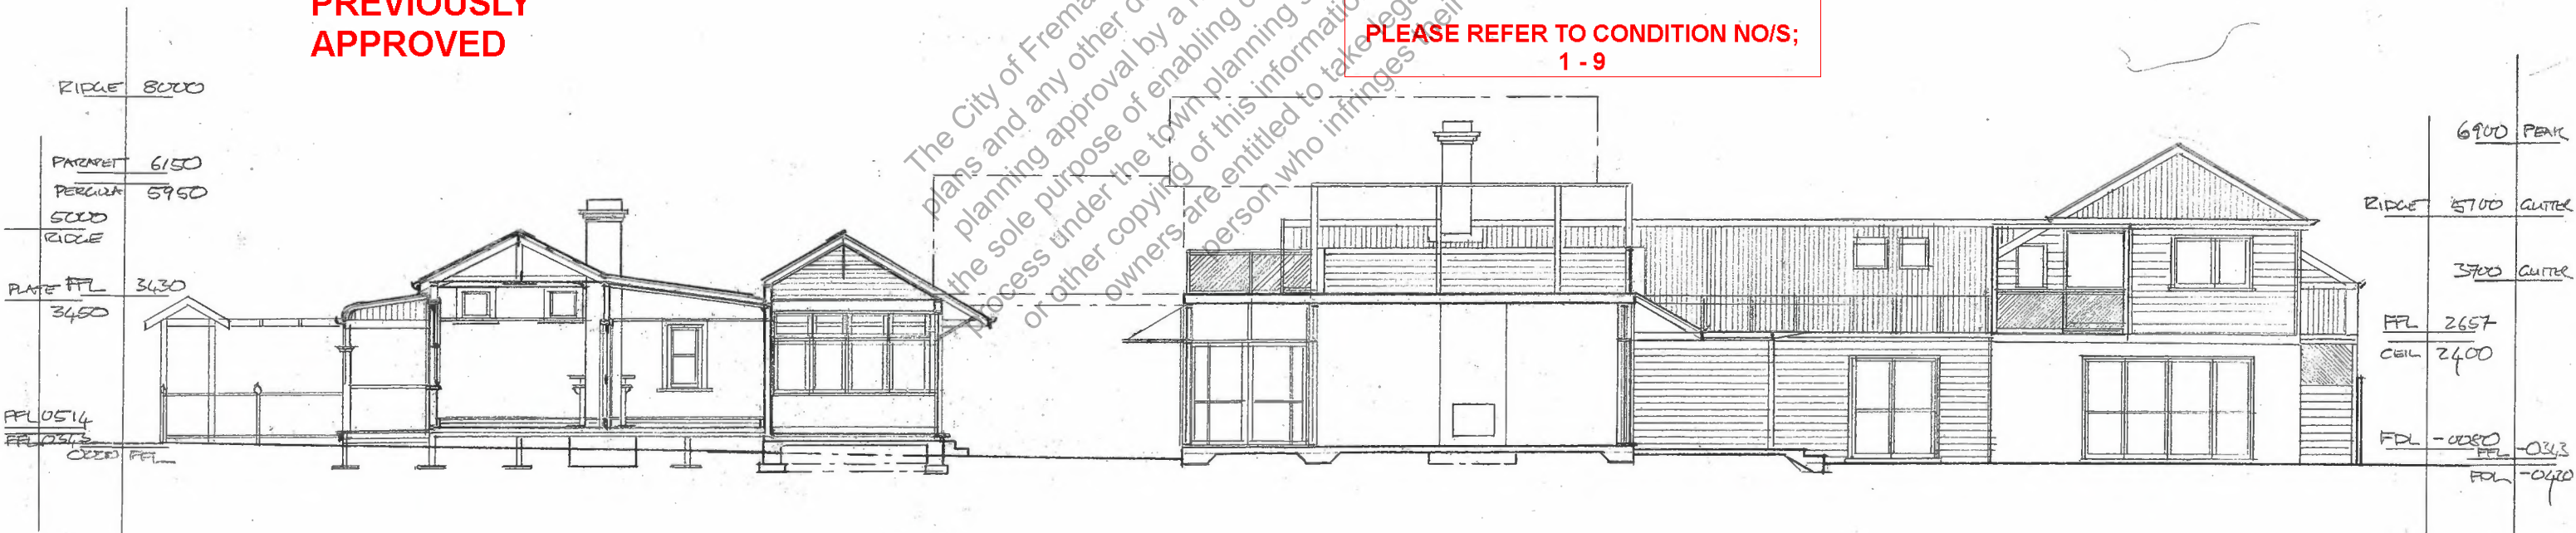 PREVIOUSLY
APPROVED
PLEASE REFER TO CONDITION NO/S;
1 - 9
The City of Frema
plans and any other d
planning approval by a
the sole purpose of enabling
process under the town planning s
or other copying of this informatio
owners are entitled to take legal
person who infringes their
RIDGE 8000
PARAPET 6150
PERGOLA 5950
5000
RIDGE
FFL 3430
PLATE
3450
FFL 0514
FFL 0343
0000 FFL
6900 PEAK
RIDGE 5700 GUTTER
3700 GUTTER
FFL 2657
CEIL 2400
FDL -0080
FFL -0343
FDL -0420